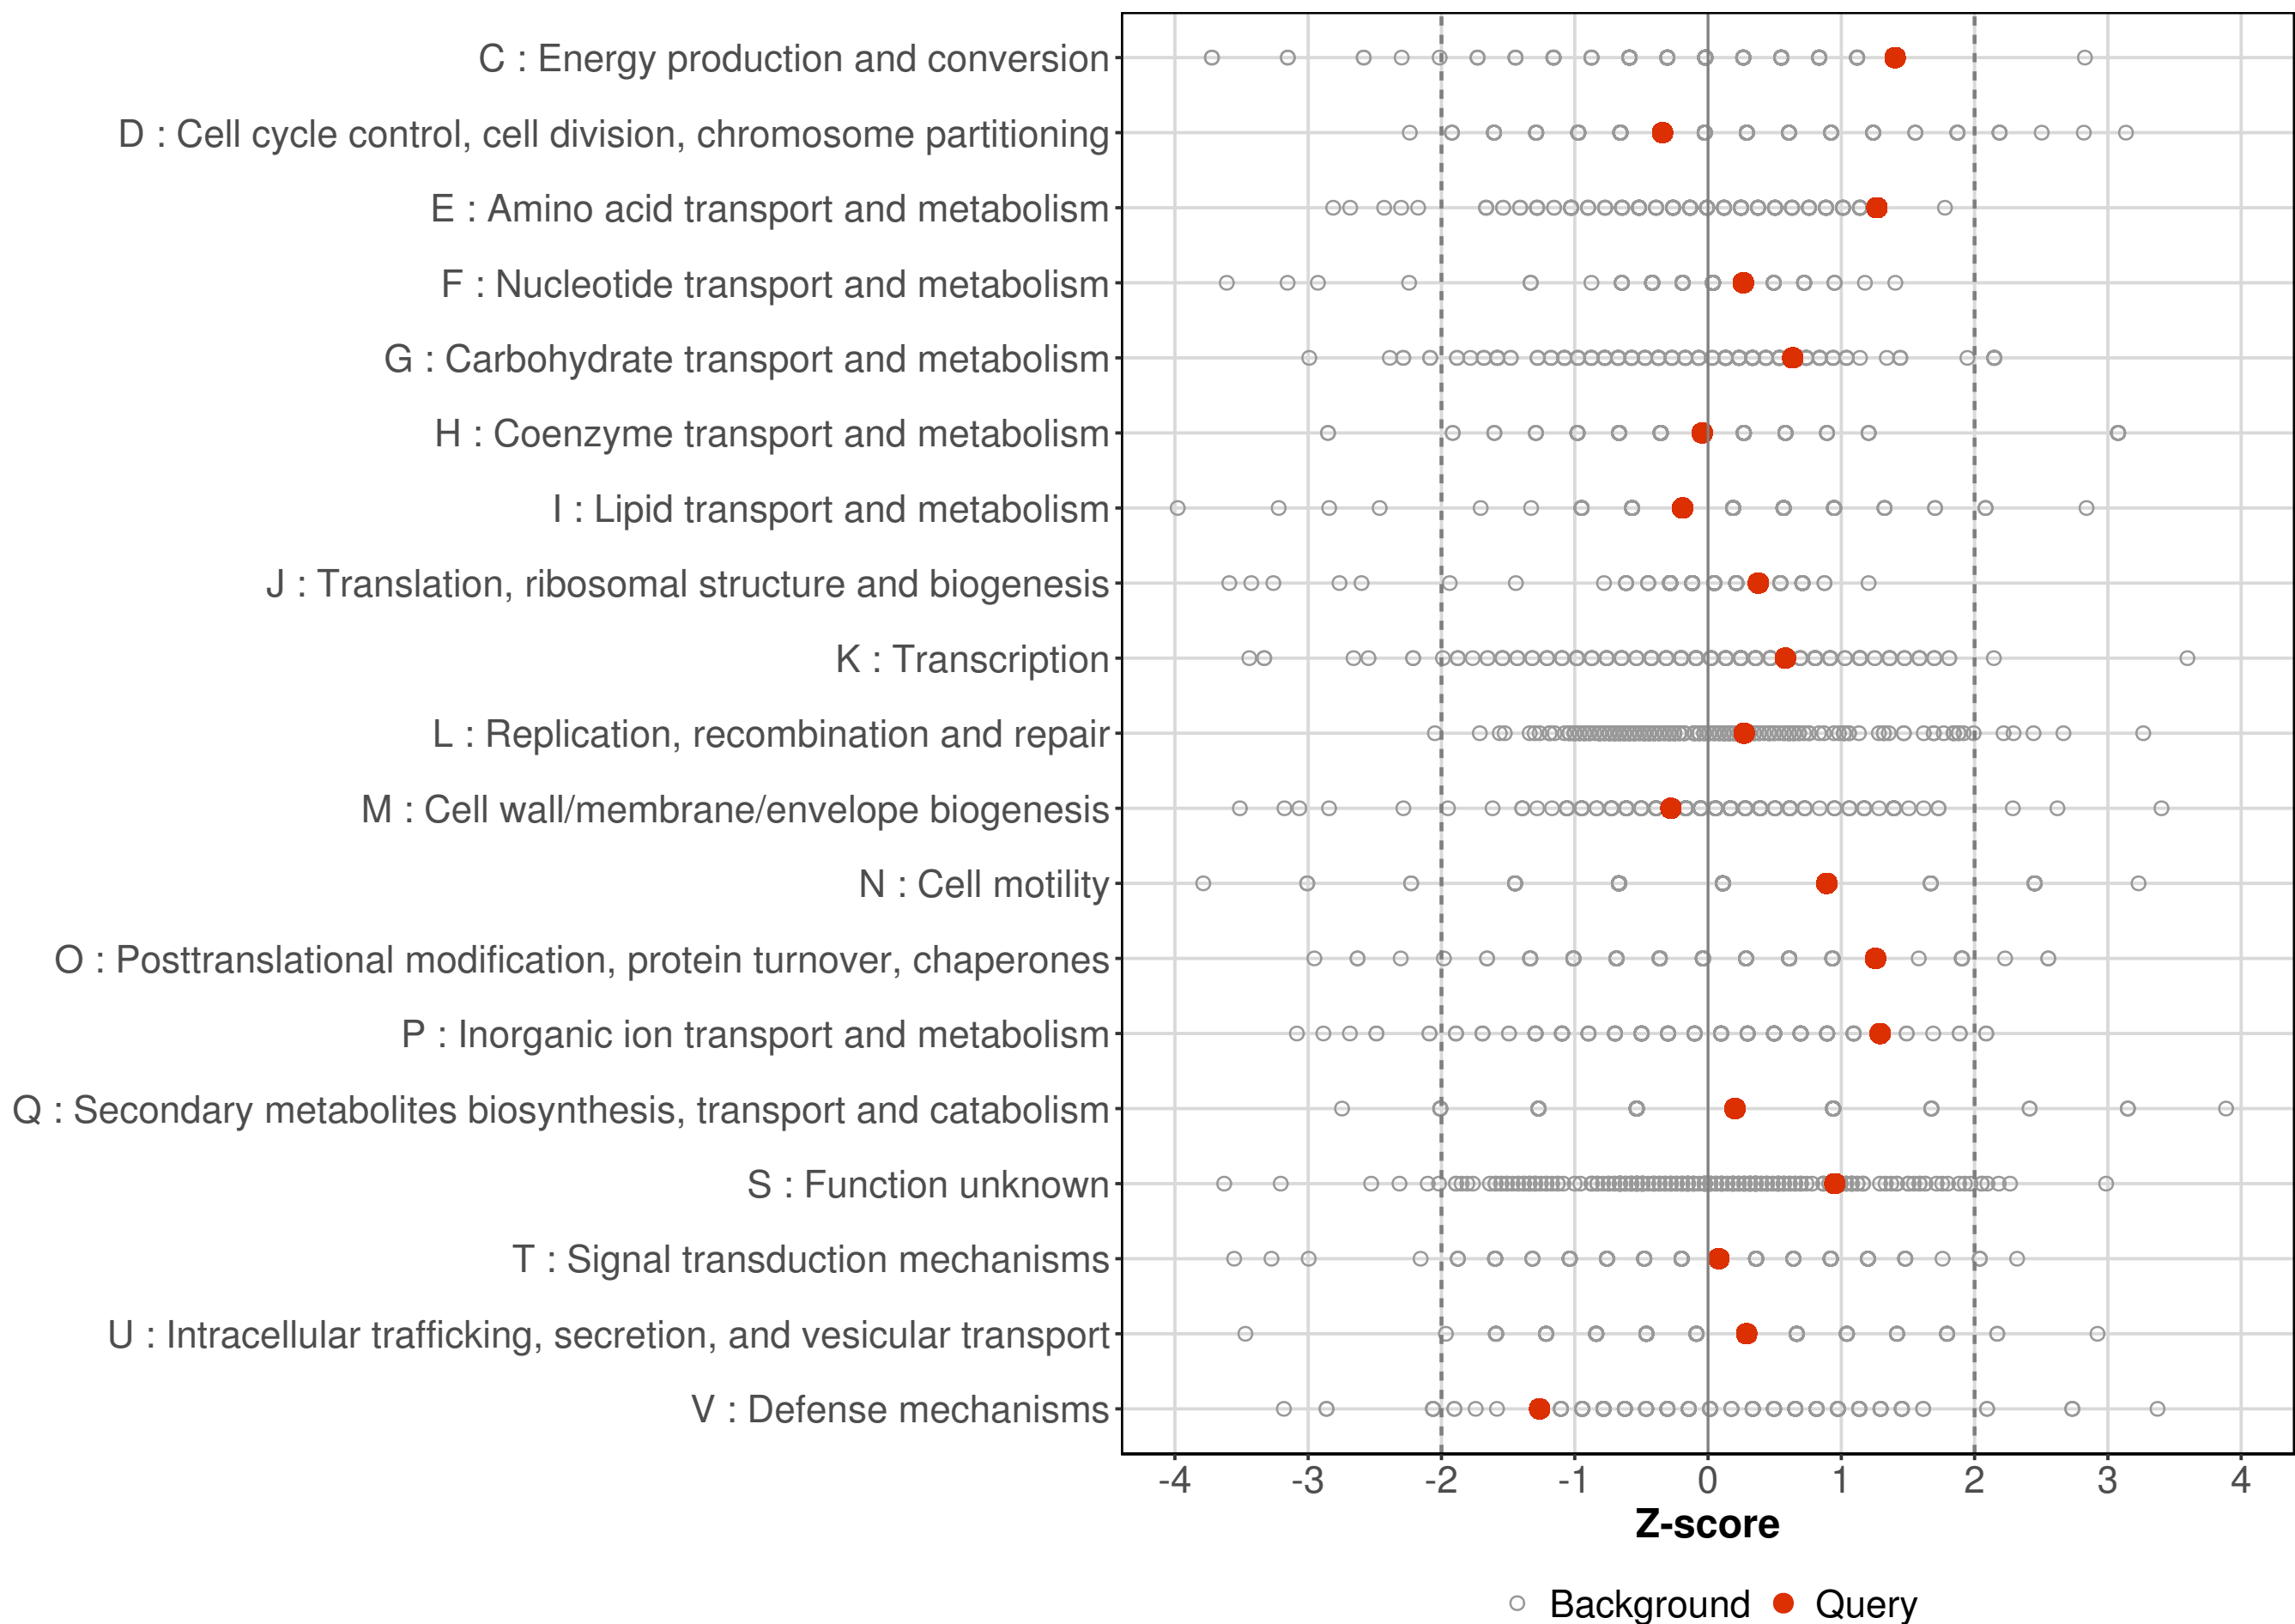 C : Energy production and conversion
D : Cell cycle control, cell division, chromosome partitioning
E : Amino acid transport and metabolism
F : Nucleotide transport and metabolism
G : Carbohydrate transport and metabolism
H : Coenzyme transport and metabolism
I : Lipid transport and metabolism
J : Translation, ribosomal structure and biogenesis
K : Transcription
L : Replication, recombination and repair
M : Cell wall/membrane/envelope biogenesis
N : Cell motility
O : Posttranslational modification, protein turnover, chaperones
P : Inorganic ion transport and metabolism
Q : Secondary metabolites biosynthesis, transport and catabolism
S : Function unknown
T : Signal transduction mechanisms
U : Intracellular trafficking, secretion, and vesicular transport
V : Defense mechanisms
-4 -3 -2 -1 0 1 2 3 4
Z-score
Background Query